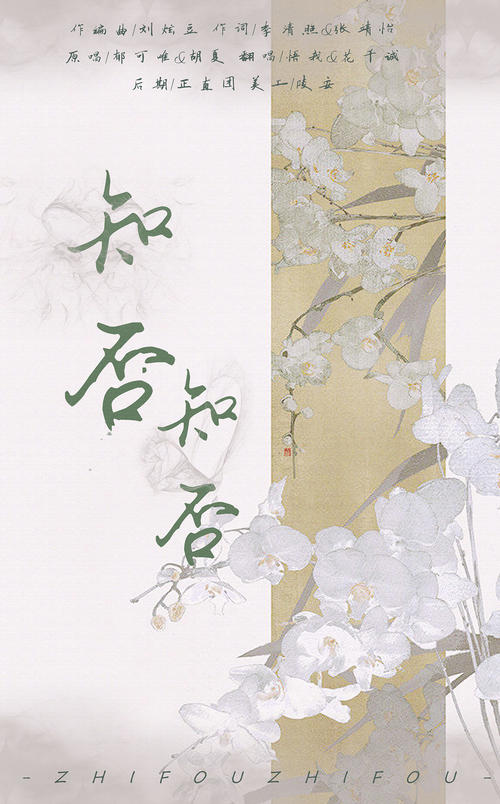 作编曲/刘炫豆 作词/李清照&张靖怡
原唱/郁可唯&胡夏 翻唱/悟我&花千诚
后期/正直团 美工/陵安
知否
知否
-ZHIFOUZHIFOU-